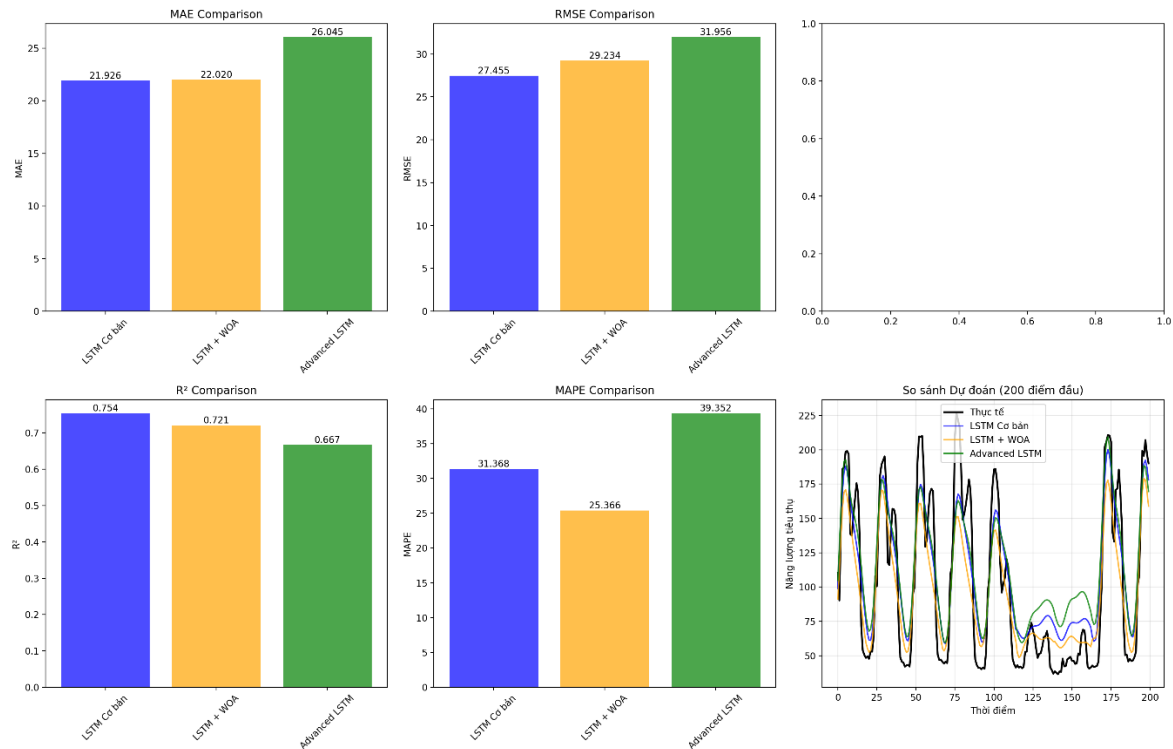 MAE Comparison
26.045
21.926
22.020
25
20
15
10
5
0
MAE
LSTM Cơ bản
LSTM + WOA
Advanced LSTM
RMSE Comparison
31.956
29.234
27.455
30
25
20
15
10
5
0
RMSE
LSTM Cơ bản
LSTM + WOA
Advanced LSTM
1.0
0.8
0.6
0.4
0.2
0.0
0.0 0.2 0.4 0.6 0.8 1.0
R² Comparison
0.754
0.721
0.667
0.7
0.6
0.5
0.4
0.3
0.2
0.1
0.0
R²
LSTM Cơ bản
LSTM + WOA
Advanced LSTM
MAPE Comparison
39.352
31.368
25.366
40
35
30
25
20
15
10
5
0
MAPE
LSTM Cơ bản
LSTM + WOA
Advanced LSTM
So sánh Dự đoán (200 điểm đầu)
Thực tế
LSTM Cơ bản
LSTM + WOA
Advanced LSTM
225
200
175
150
125
100
75
50
Năng lượng tiêu thụ
0 25 50 75 100 125 150 175 200
Thời điểm